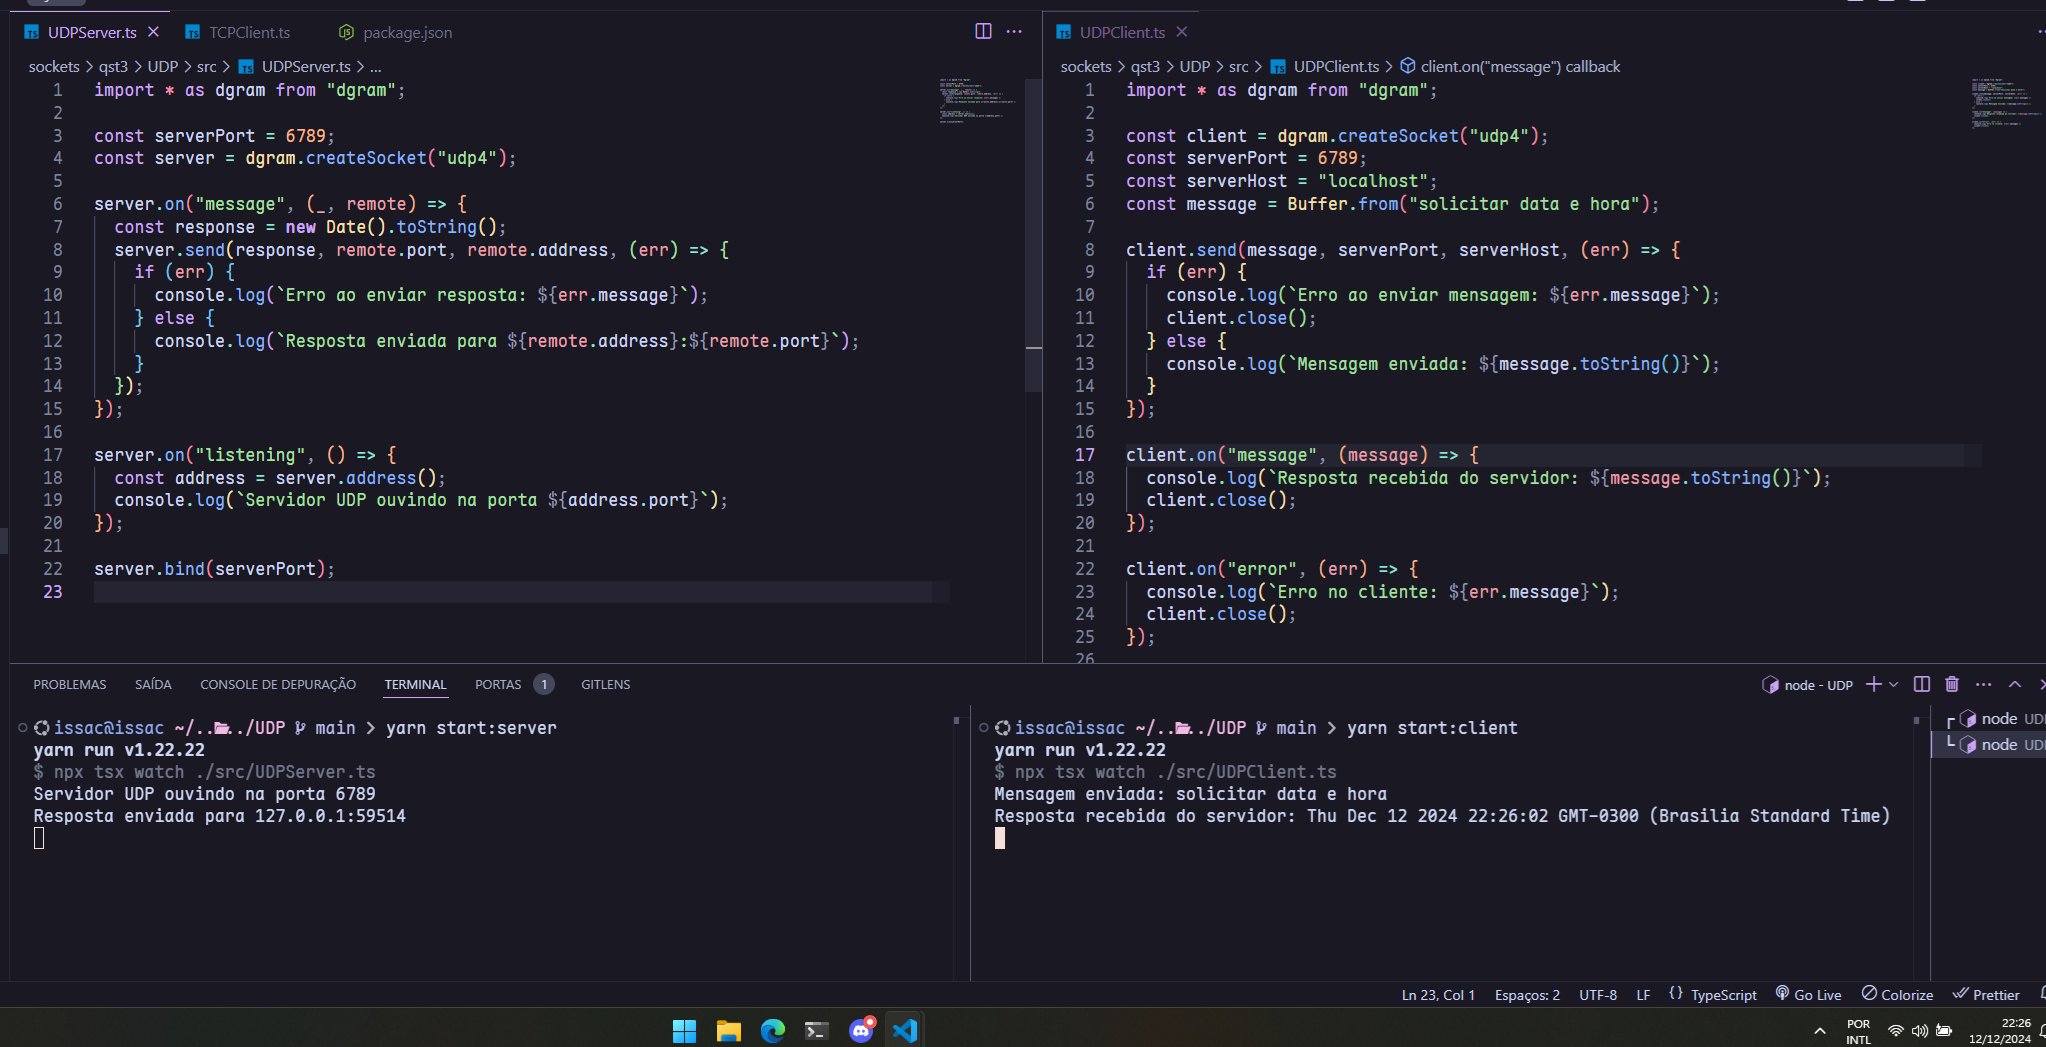 UDPServer.ts
TCPClient.ts
package.json
sockets > qst3 > UDP > src > UDPServer.ts > ...
1 import * as dgram from "dgram";
2
3 const serverPort = 6789;
4 const server = dgram.createSocket("udp4");
5
6 server.on("message", (_, remote) => {
7 const response = new Date().toString();
8 server.send(response, remote.port, remote.address, (err) => {
9 if (err) {
10 console.log(`Erro ao enviar resposta: ${err.message}`);
11 } else {
12 console.log(`Resposta enviada para ${remote.address}:${remote.port}`);
13 }
14 });
15 });
16
17 server.on("listening", () => {
18 const address = server.address();
19 console.log(`Servidor UDP ouvindo na porta ${address.port}`);
20 });
21
22 server.bind(serverPort);
23
UDPClient.ts
sockets > qst3 > UDP > src > UDPClient.ts > client.on("message") callback
1 import * as dgram from "dgram";
2
3 const client = dgram.createSocket("udp4");
4 const serverPort = 6789;
5 const serverHost = "localhost";
6 const message = Buffer.from("solicitar data e hora");
7
8 client.send(message, serverPort, serverHost, (err) => {
9 if (err) {
10 console.log(`Erro ao enviar mensagem: ${err.message}`);
11 client.close();
12 } else {
13 console.log(`Mensagem enviada: ${message.toString()}`);
14 }
15 });
16
17 client.on("message", (message) => {
18 console.log(`Resposta recebida do servidor: ${message.toString()}`);
19 client.close();
20 });
21
22 client.on("error", (err) => {
23 console.log(`Erro no cliente: ${err.message}`);
24 client.close();
25 });
26
PROBLEMAS SAÍDA CONSOLE DE DEPURAÇÃO TERMINAL PORTAS 1 GITLENS
node - UDP
issac@issac ~/../../UDP main > yarn start:server
yarn run v1.22.22
$ npx tsx watch ./src/UDPServer.ts
Servidor UDP ouvindo na porta 6789
Resposta enviada para 127.0.0.1:59514
issac@issac ~/../../UDP main > yarn start:client
yarn run v1.22.22
$ npx tsx watch ./src/UDPClient.ts
Mensagem enviada: solicitar data e hora
Resposta recebida do servidor: Thu Dec 12 2024 22:26:02 GMT-0300 (Brasilia Standard Time)
node UD
node UD
Ln 23, Col 1 Espaços: 2 UTF-8 LF {} TypeScript Go Live Colorize Prettier
POR
INTL
22:26
12/12/2024